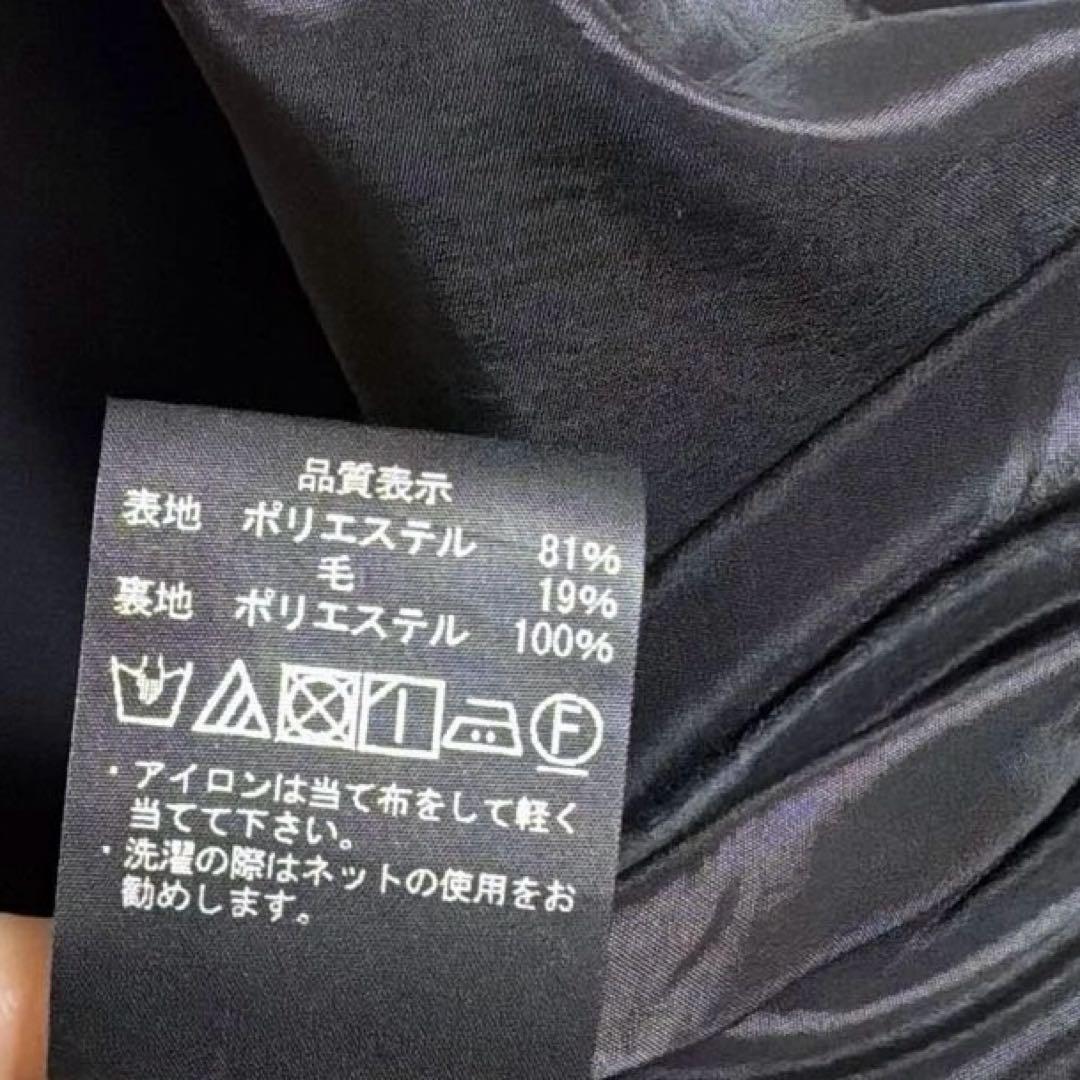 品質表示
表地 ポリエステル 81%
毛 19%
裏地 ポリエステル 100%
F
・アイロンは当て布をして軽く
当てて下さい。
・洗濯の際はネットの使用をお
勧めします。